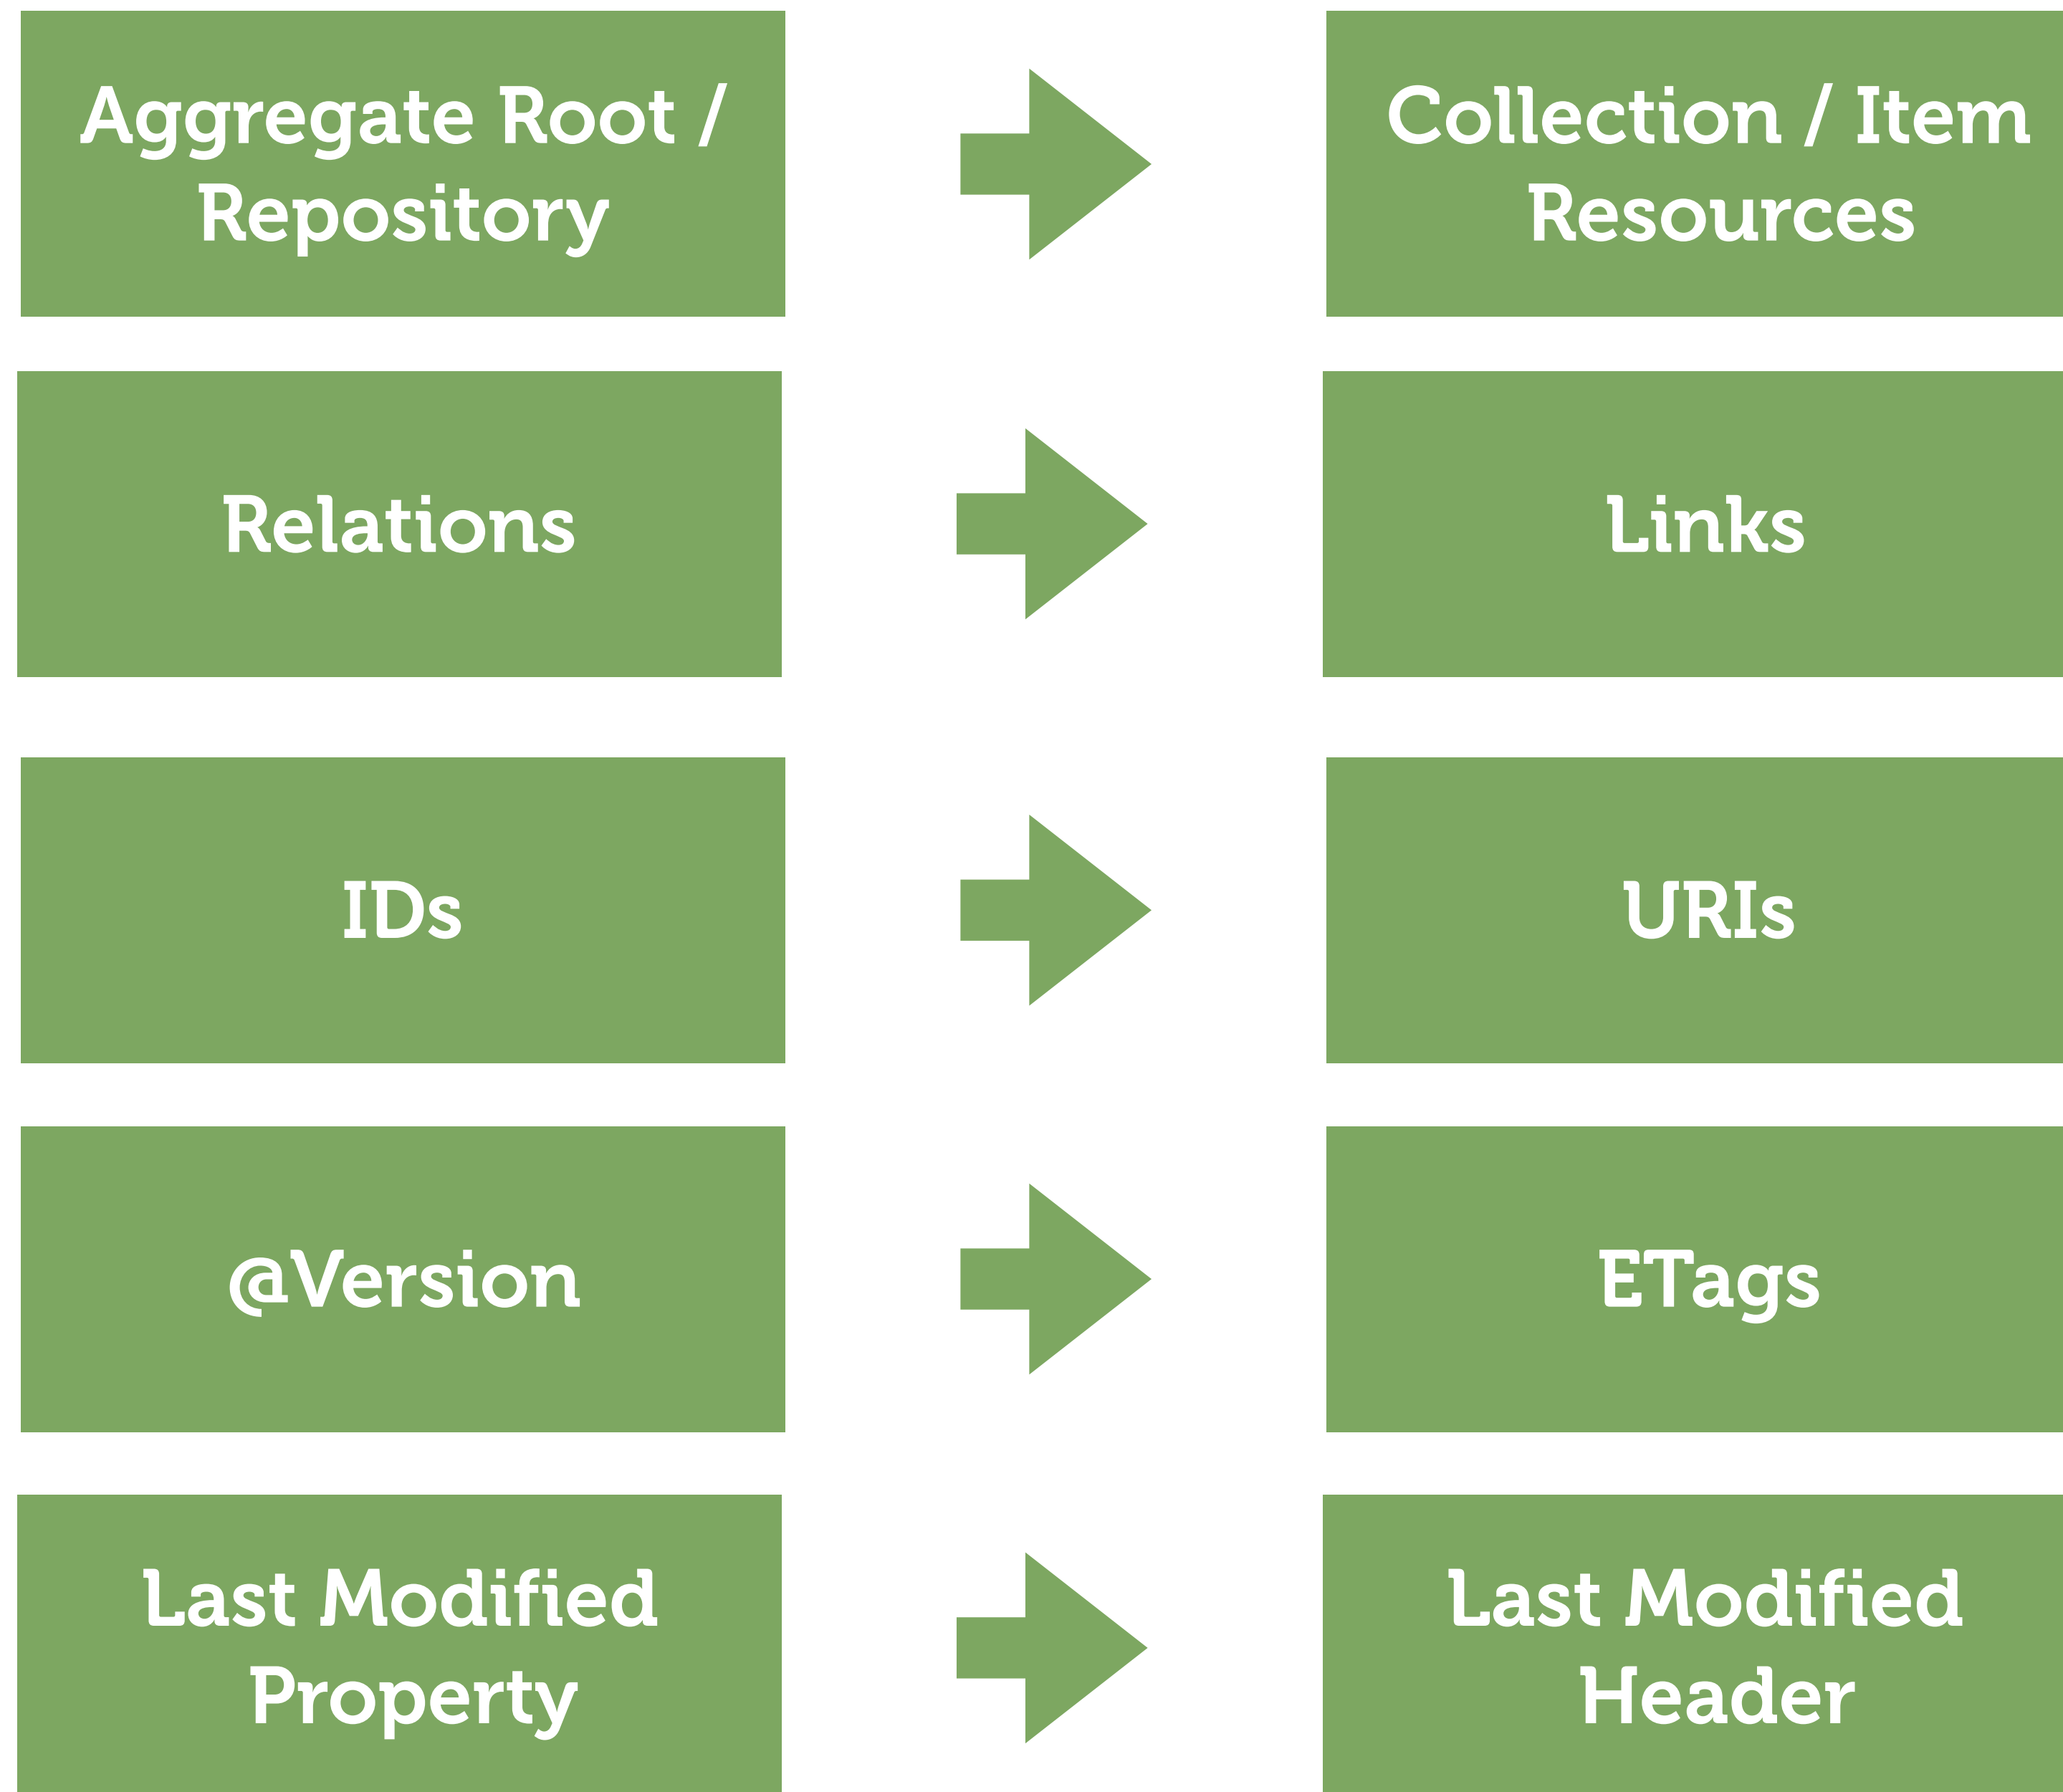 Aggregate Root /
Repository
Collection / Item
Resources
Relations
Links
IDs
URIs
@Version
ETags
Last Modified
Property
Last Modified
Header